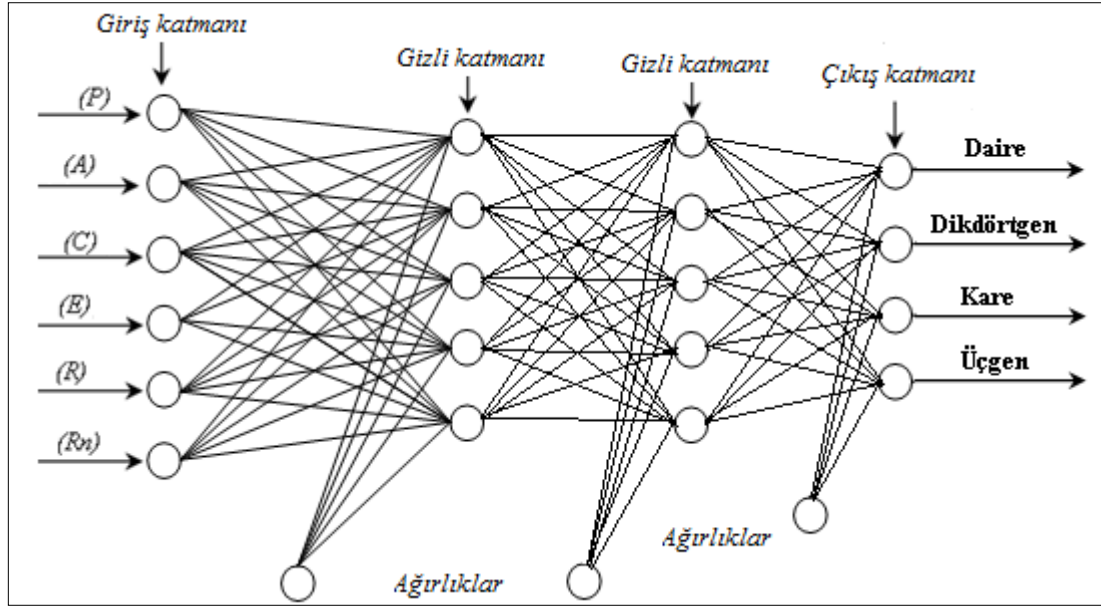 Giriş katmanı
Gizli katmanı
Gizli katmanı
Çıkış katmanı
(P)
(A)
(C)
(E)
(R)
(Rn)
Daire
Dikdörtgen
Kare
Üçgen
Ağırlıklar
Ağırlıklar